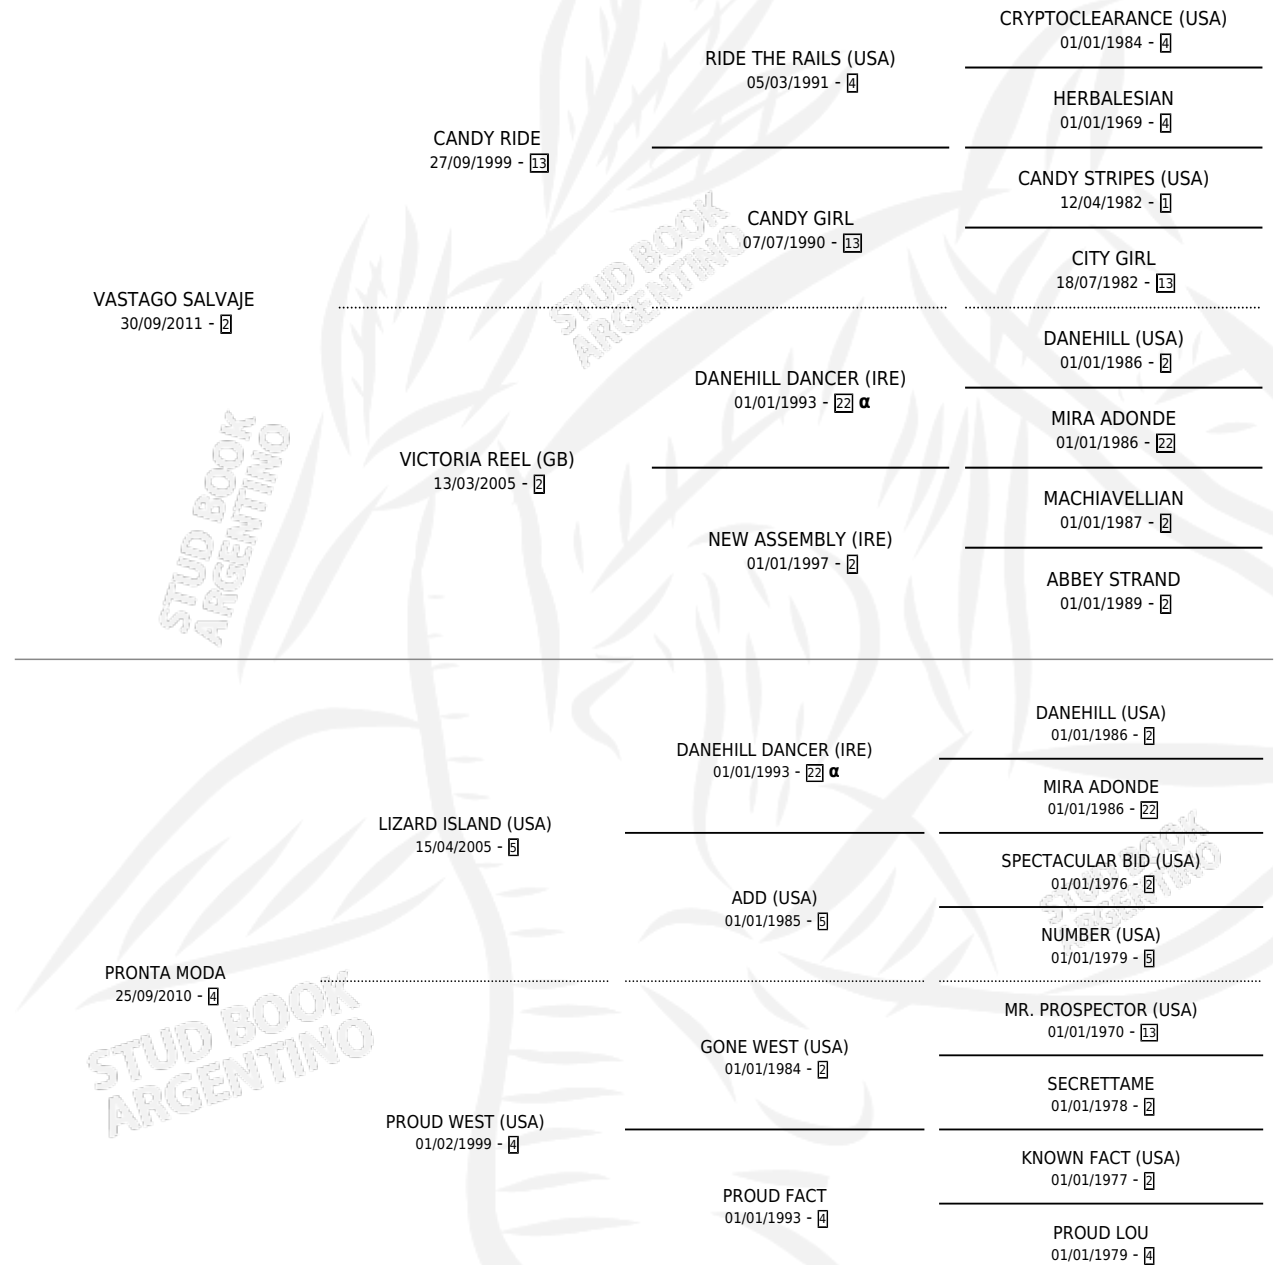 CRYPTOCLEARANCE (USA)
01/01/1984 - 4
RIDE THE RAILS (USA)
05/03/1991 - 4
HERBALESIAN
01/01/1969 - 4
CANDY RIDE
27/09/1999 - 13
CANDY STRIPES (USA)
12/04/1982 - 1
CANDY GIRL
07/07/1990 - 13
CITY GIRL
18/07/1982 - 13
VASTAGO SALVAJE
30/09/2011 - 2
STUD BOOK
ARGENTINO
DANEHILL (USA)
01/01/1986 - 2
DANEHILL DANCER (IRE)
01/01/1993 - 22 α
MIRA ADONDE
01/01/1986 - 22
VICTORIA REEL (GB)
13/03/2005 - 2
MACHIAVELLIAN
01/01/1987 - 2
NEW ASSEMBLY (IRE)
01/01/1997 - 2
ABBEY STRAND
01/01/1989 - 2
STUD BOOK
ARGENTINO
DANEHILL (USA)
01/01/1986 - 2
DANEHILL DANCER (IRE)
01/01/1993 - 22 α
MIRA ADONDE
01/01/1986 - 22
LIZARD ISLAND (USA)
15/04/2005 - 5
SPECTACULAR BID (USA)
01/01/1976 - 2
ADD (USA)
01/01/1985 - 5
STUD BOOK
ARGENTINO
NUMBER (USA)
01/01/1979 - 5
PRONTA MODA
25/09/2010 - 4
STUD BOOK
ARGENTINO
MR. PROSPECTOR (USA)
01/01/1970 - 13
GONE WEST (USA)
01/01/1984 - 2
SECRETTAME
01/01/1978 - 2
PROUD WEST (USA)
01/02/1999 - 4
KNOWN FACT (USA)
01/01/1977 - 2
PROUD FACT
01/01/1993 - 4
PROUD LOU
01/01/1979 - 4